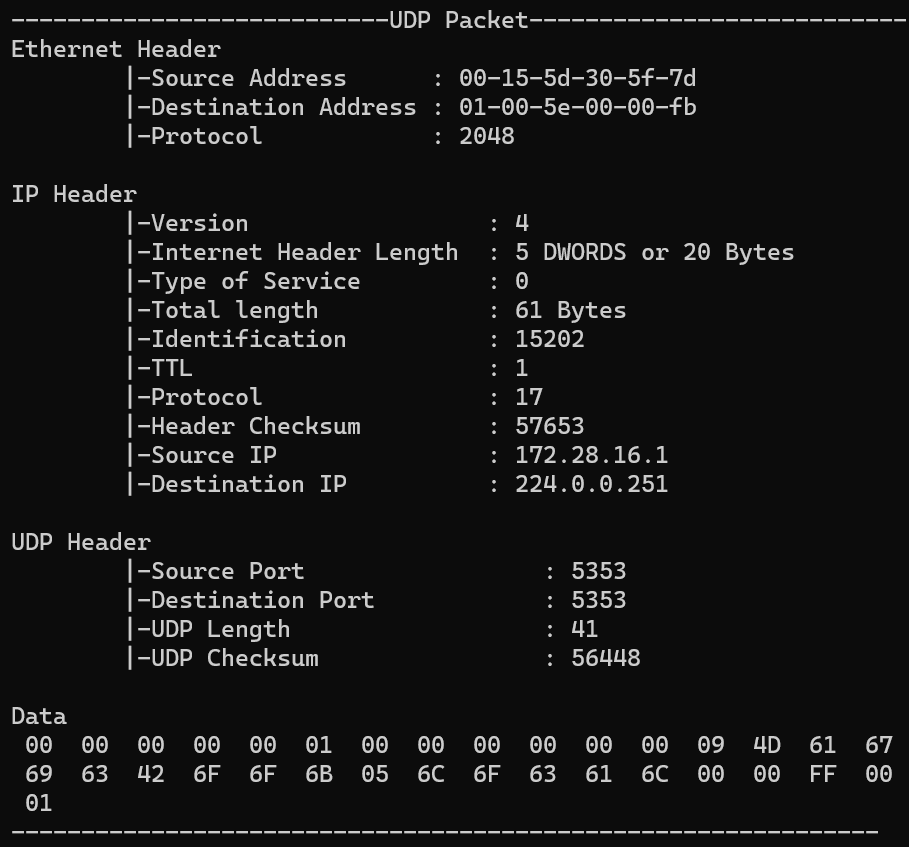 ---------------------------UDP Packet---------------------------
Ethernet Header
        |-Source Address      : 00-15-5d-30-5f-7d
        |-Destination Address : 01-00-5e-00-00-fb
        |-Protocol            : 2048

IP Header
        |-Version                 : 4
        |-Internet Header Length  : 5 DWORDS or 20 Bytes
        |-Type of Service         : 0
        |-Total length            : 61 Bytes
        |-Identification          : 15202
        |-TTL                     : 1
        |-Protocol                : 17
        |-Header Checksum         : 57653
        |-Source IP               : 172.28.16.1
        |-Destination IP          : 224.0.0.251

UDP Header
        |-Source Port                 : 5353
        |-Destination Port            : 5353
        |-UDP Length                  : 41
        |-UDP Checksum                : 56448

Data
 00  00  00  00  00  01  00  00  00  00  00  00  09  4D  61  67
 69  63  42  6F  6F  6B  05  6C  6F  63  61  6C  00  00  FF  00
 01
--------------------------------------------------------------